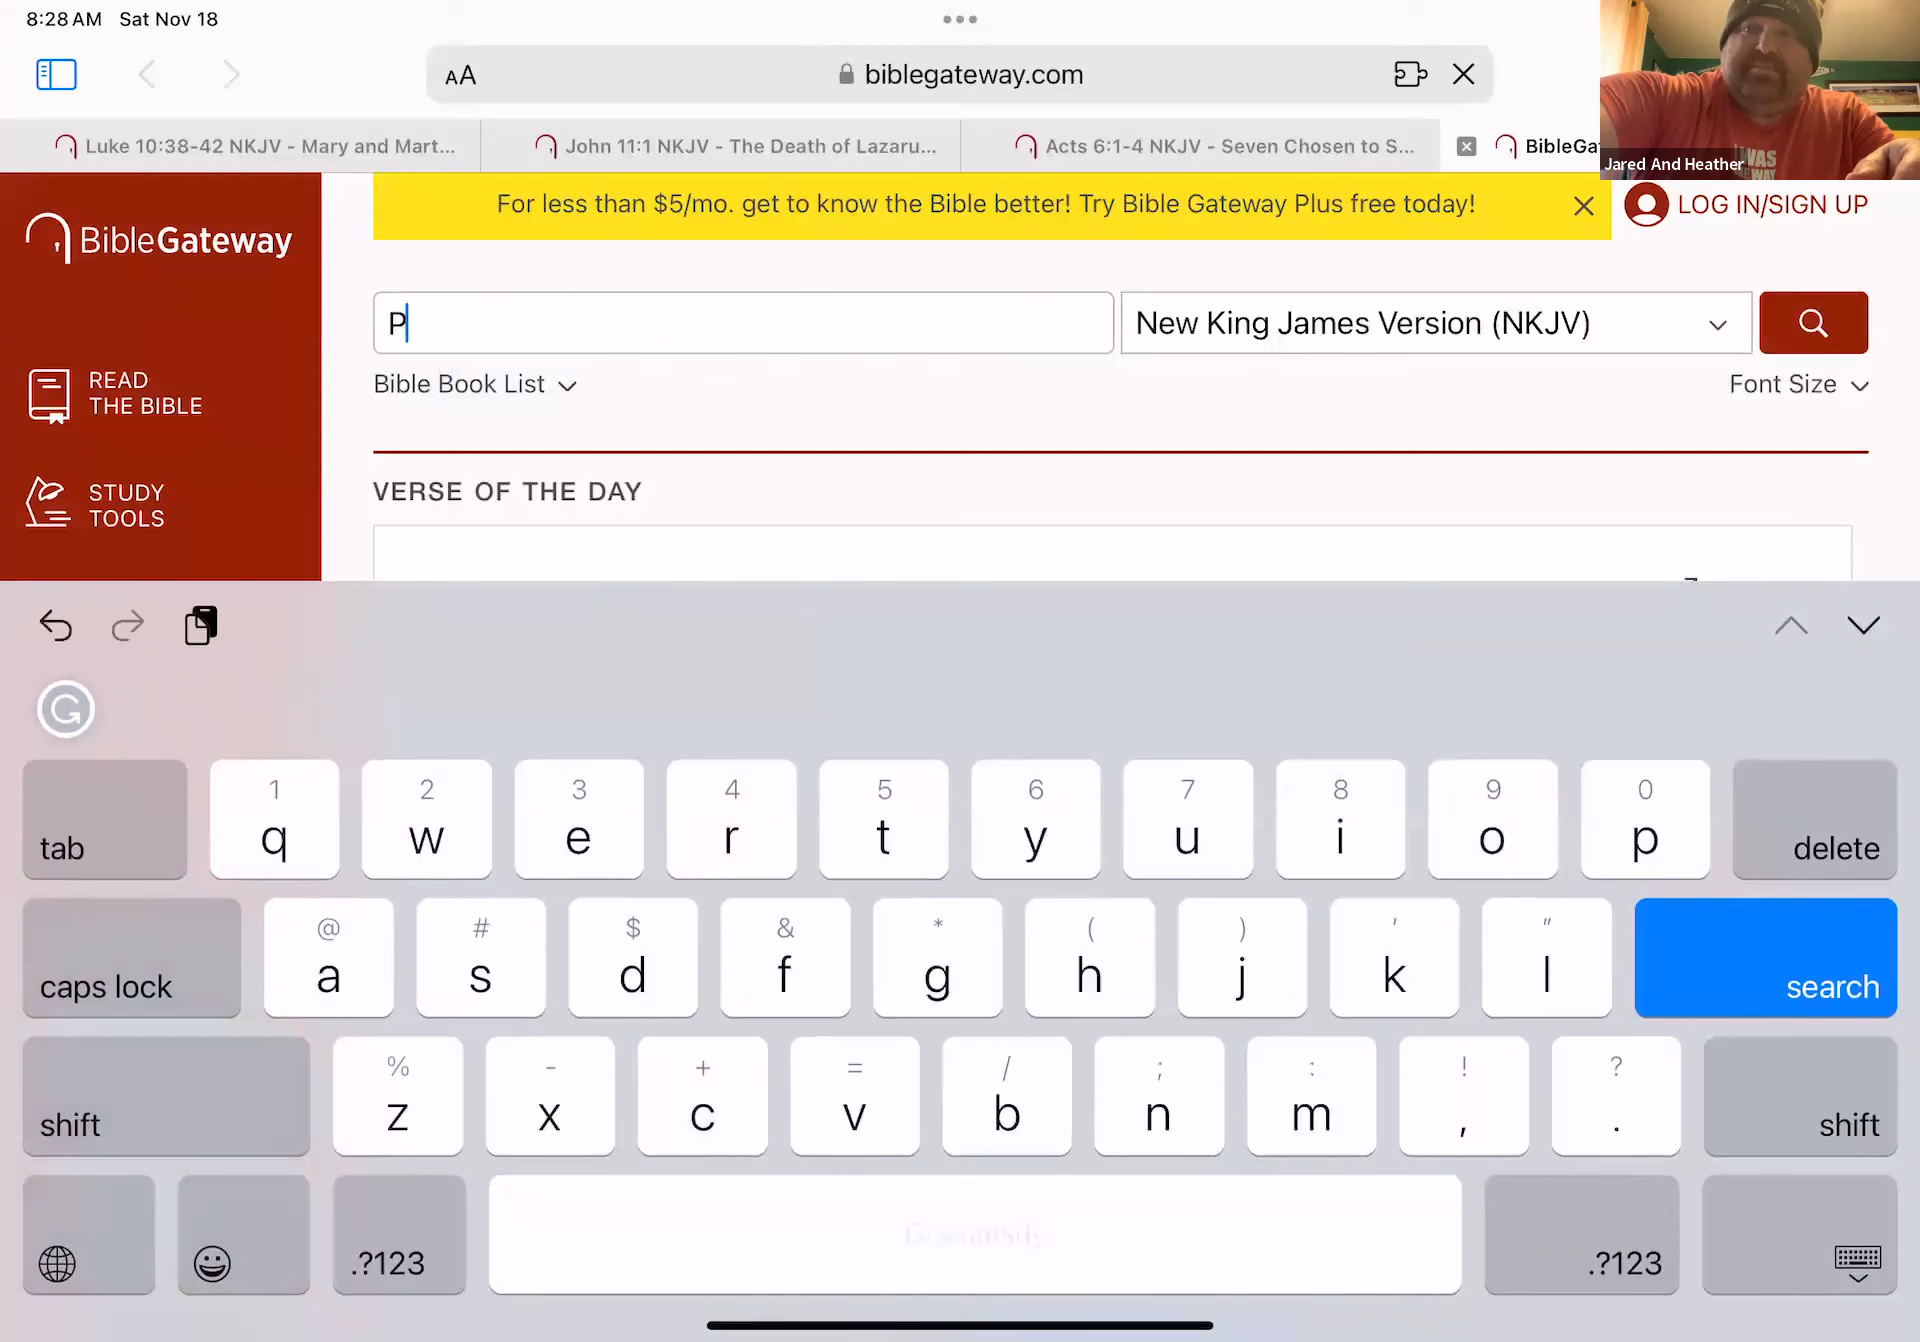 8:28 AM Sat Nov 18
AA biblegateway.com
Luke 10:38-42 NKJV - Mary and Mart...
John 11:1 NKJV - The Death of Lazaru...
Acts 6:1-4 NKJV - Seven Chosen to S...
BibleGa
Jared And Heather
WAS
For less than $5/mo. get to know the Bible better! Try Bible Gateway Plus free today!
LOG IN/SIGN UP
BibleGateway
P
New King James Version (NKJV)
Bible Book List
Font Size
READ
THE BIBLE
VERSE OF THE DAY
STUDY
TOOLS
1 2 3 4 5 6 7 8 9 0
tab q w e r t y u i o p delete
@ # $ & * ( ) ' "
caps lock a s d f g h j k l search
% - + = / ; : ! ?
shift z x c v b n m , . shift
.?123 Grammarly .?123